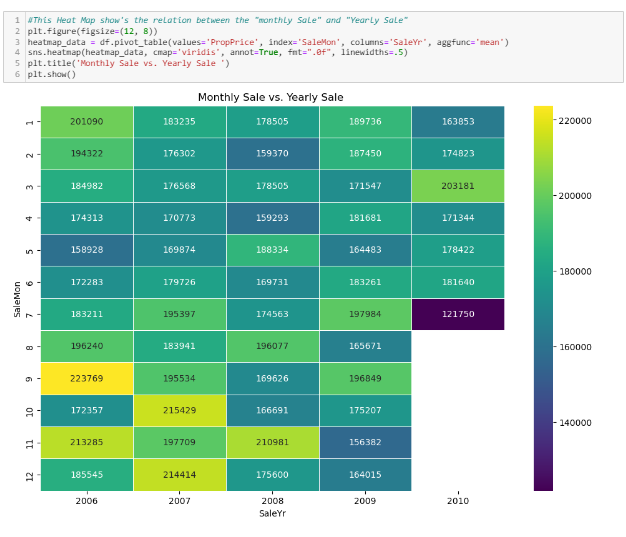 1 #This Heat Map show's the relation between the "monthly Sale" and "Yearly Sale"
2 plt.figure(figsize=(12, 8))
3 heatmap_data = df.pivot_table(values='PropPrice', index='SaleMon', columns='SaleYr', aggfunc='mean')
4 sns.heatmap(heatmap_data, cmap='viridis', annot=True, fmt=".0f", linewidths=.5)
5 plt.title('Monthly Sale vs. Yearly Sale ')
6 plt.show()
Monthly Sale vs. Yearly Sale
1 201090 183235 178505 189736 163853
2 194322 176302 159370 187450 174823
3 184982 176568 178505 171547 203181
4 174313 170773 159293 181681 171344
5 158928 169874 188334 164483 178422
6 172283 179726 169731 183261 181640
7 183211 195397 174563 197984 121750
8 196240 183941 196077 165671
9 223769 195534 169626 196849
10 172357 215429 166691 175207
11 213285 197709 210981 156382
12 185545 214414 175600 164015
SaleMon
2006 2007 2008 2009 2010
SaleYr
220000
200000
180000
160000
140000